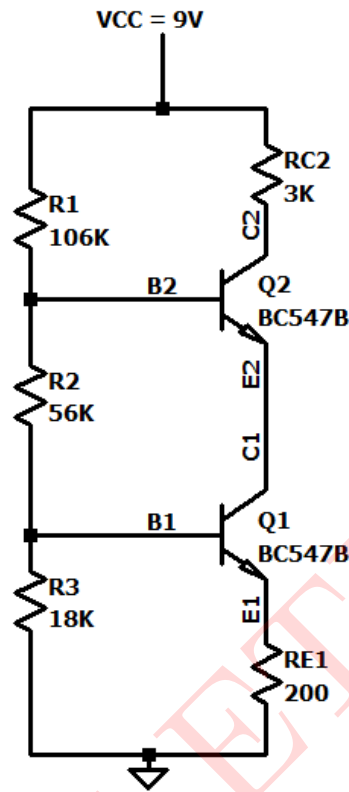 VCC = 9V
RC2
3K
R1
106K
C2
B2
Q2
BC547B
R2
56K
E2
C1
B1
Q1
BC547B
R3
18K
E1
RE1
200